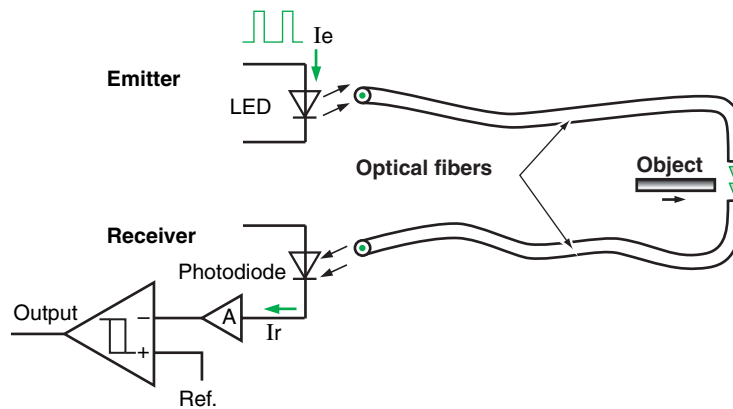 Ie
Emitter
LED
Optical fibers
Object
Receiver
Photodiode
Output
−
A
Ir
+
Ref.